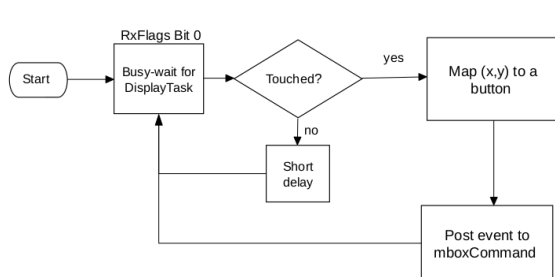 RxFlags Bit 0
Start
Busy-wait for
DisplayTask
Touched?
yes
Map (x,y) to a
button
no
Short
delay
Post event to
mboxCommand